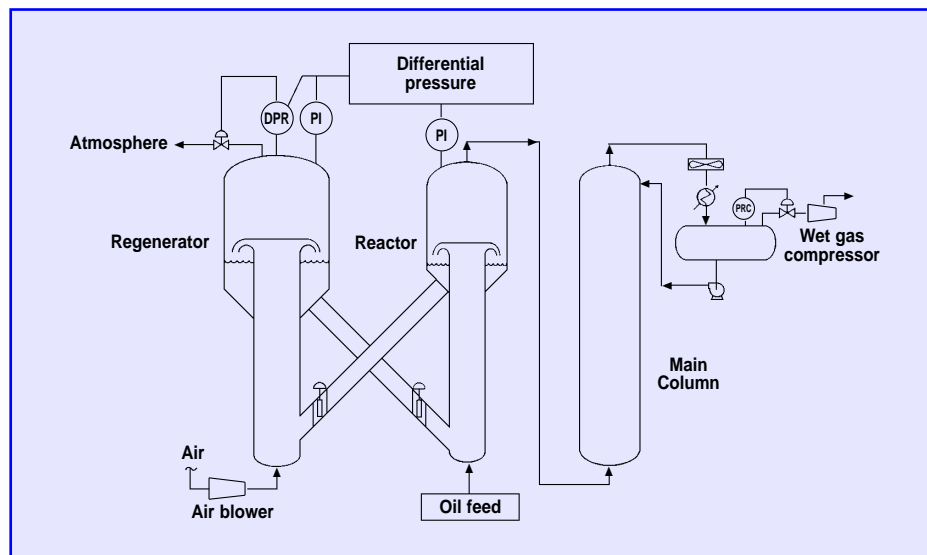 Differential
pressure
DPR
PI
PI
Atmosphere
Regenerator
Reactor
PRC
Wet gas
compressor
Main
Column
Air
Air blower
Oil feed